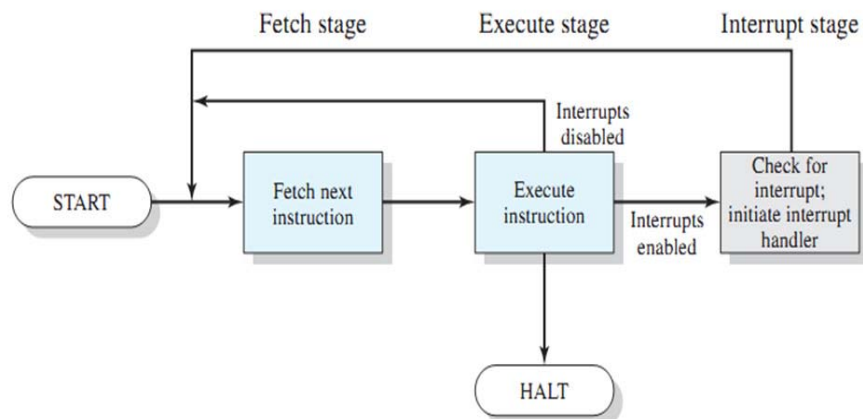 Fetch stage
Execute stage
Interrupt stage
Interrupts
disabled
START
Fetch next
instruction
Execute
instruction
Interrupts
enabled
Check for
interrupt;
initiate interrupt
handler
HALT